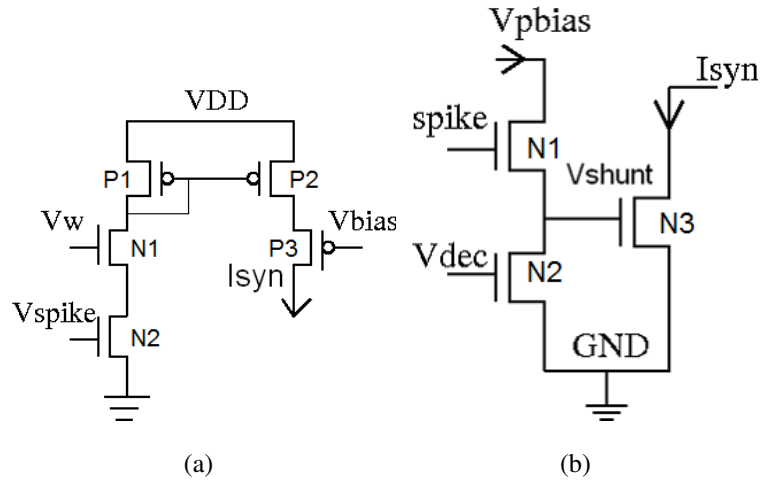 VDD
P1
P2
Vw
N1
P3
Vbias
Isyn
Vspike
N2
(a)
Vpbias
Isyn
spike
N1
Vshunt
N3
Vdec
N2
GND
(b)